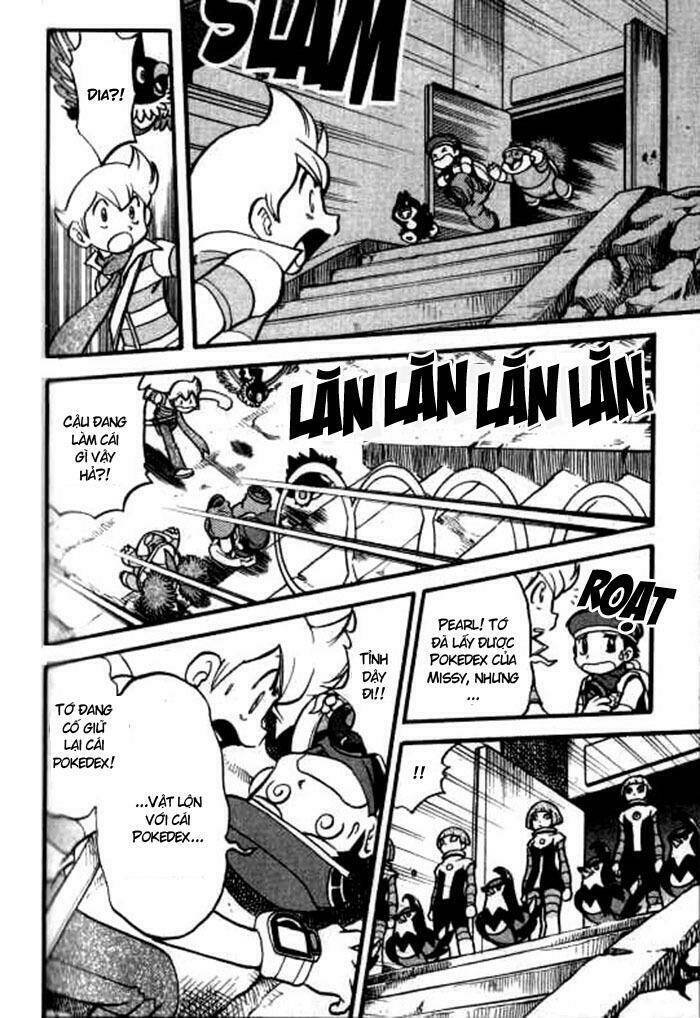 SLAM
DIA?!
LĂN LĂN LĂN LĂN
CẬU ĐANG
LÀM CÁI
GÌ VẬY
HẢ?!
ROẠT
PEARL! TỚ
ĐÃ LẤY ĐƯỢC
POKEDEX CỦA
MISSY, NHƯNG
...
TỈNH
DẬY
ĐI!!
TỚ ĐANG
CỐ GIỮ
LẠI CÁI
POKEDEX!
...VẬT LỘN
VỚI CÁI
POKEDEX...
!!